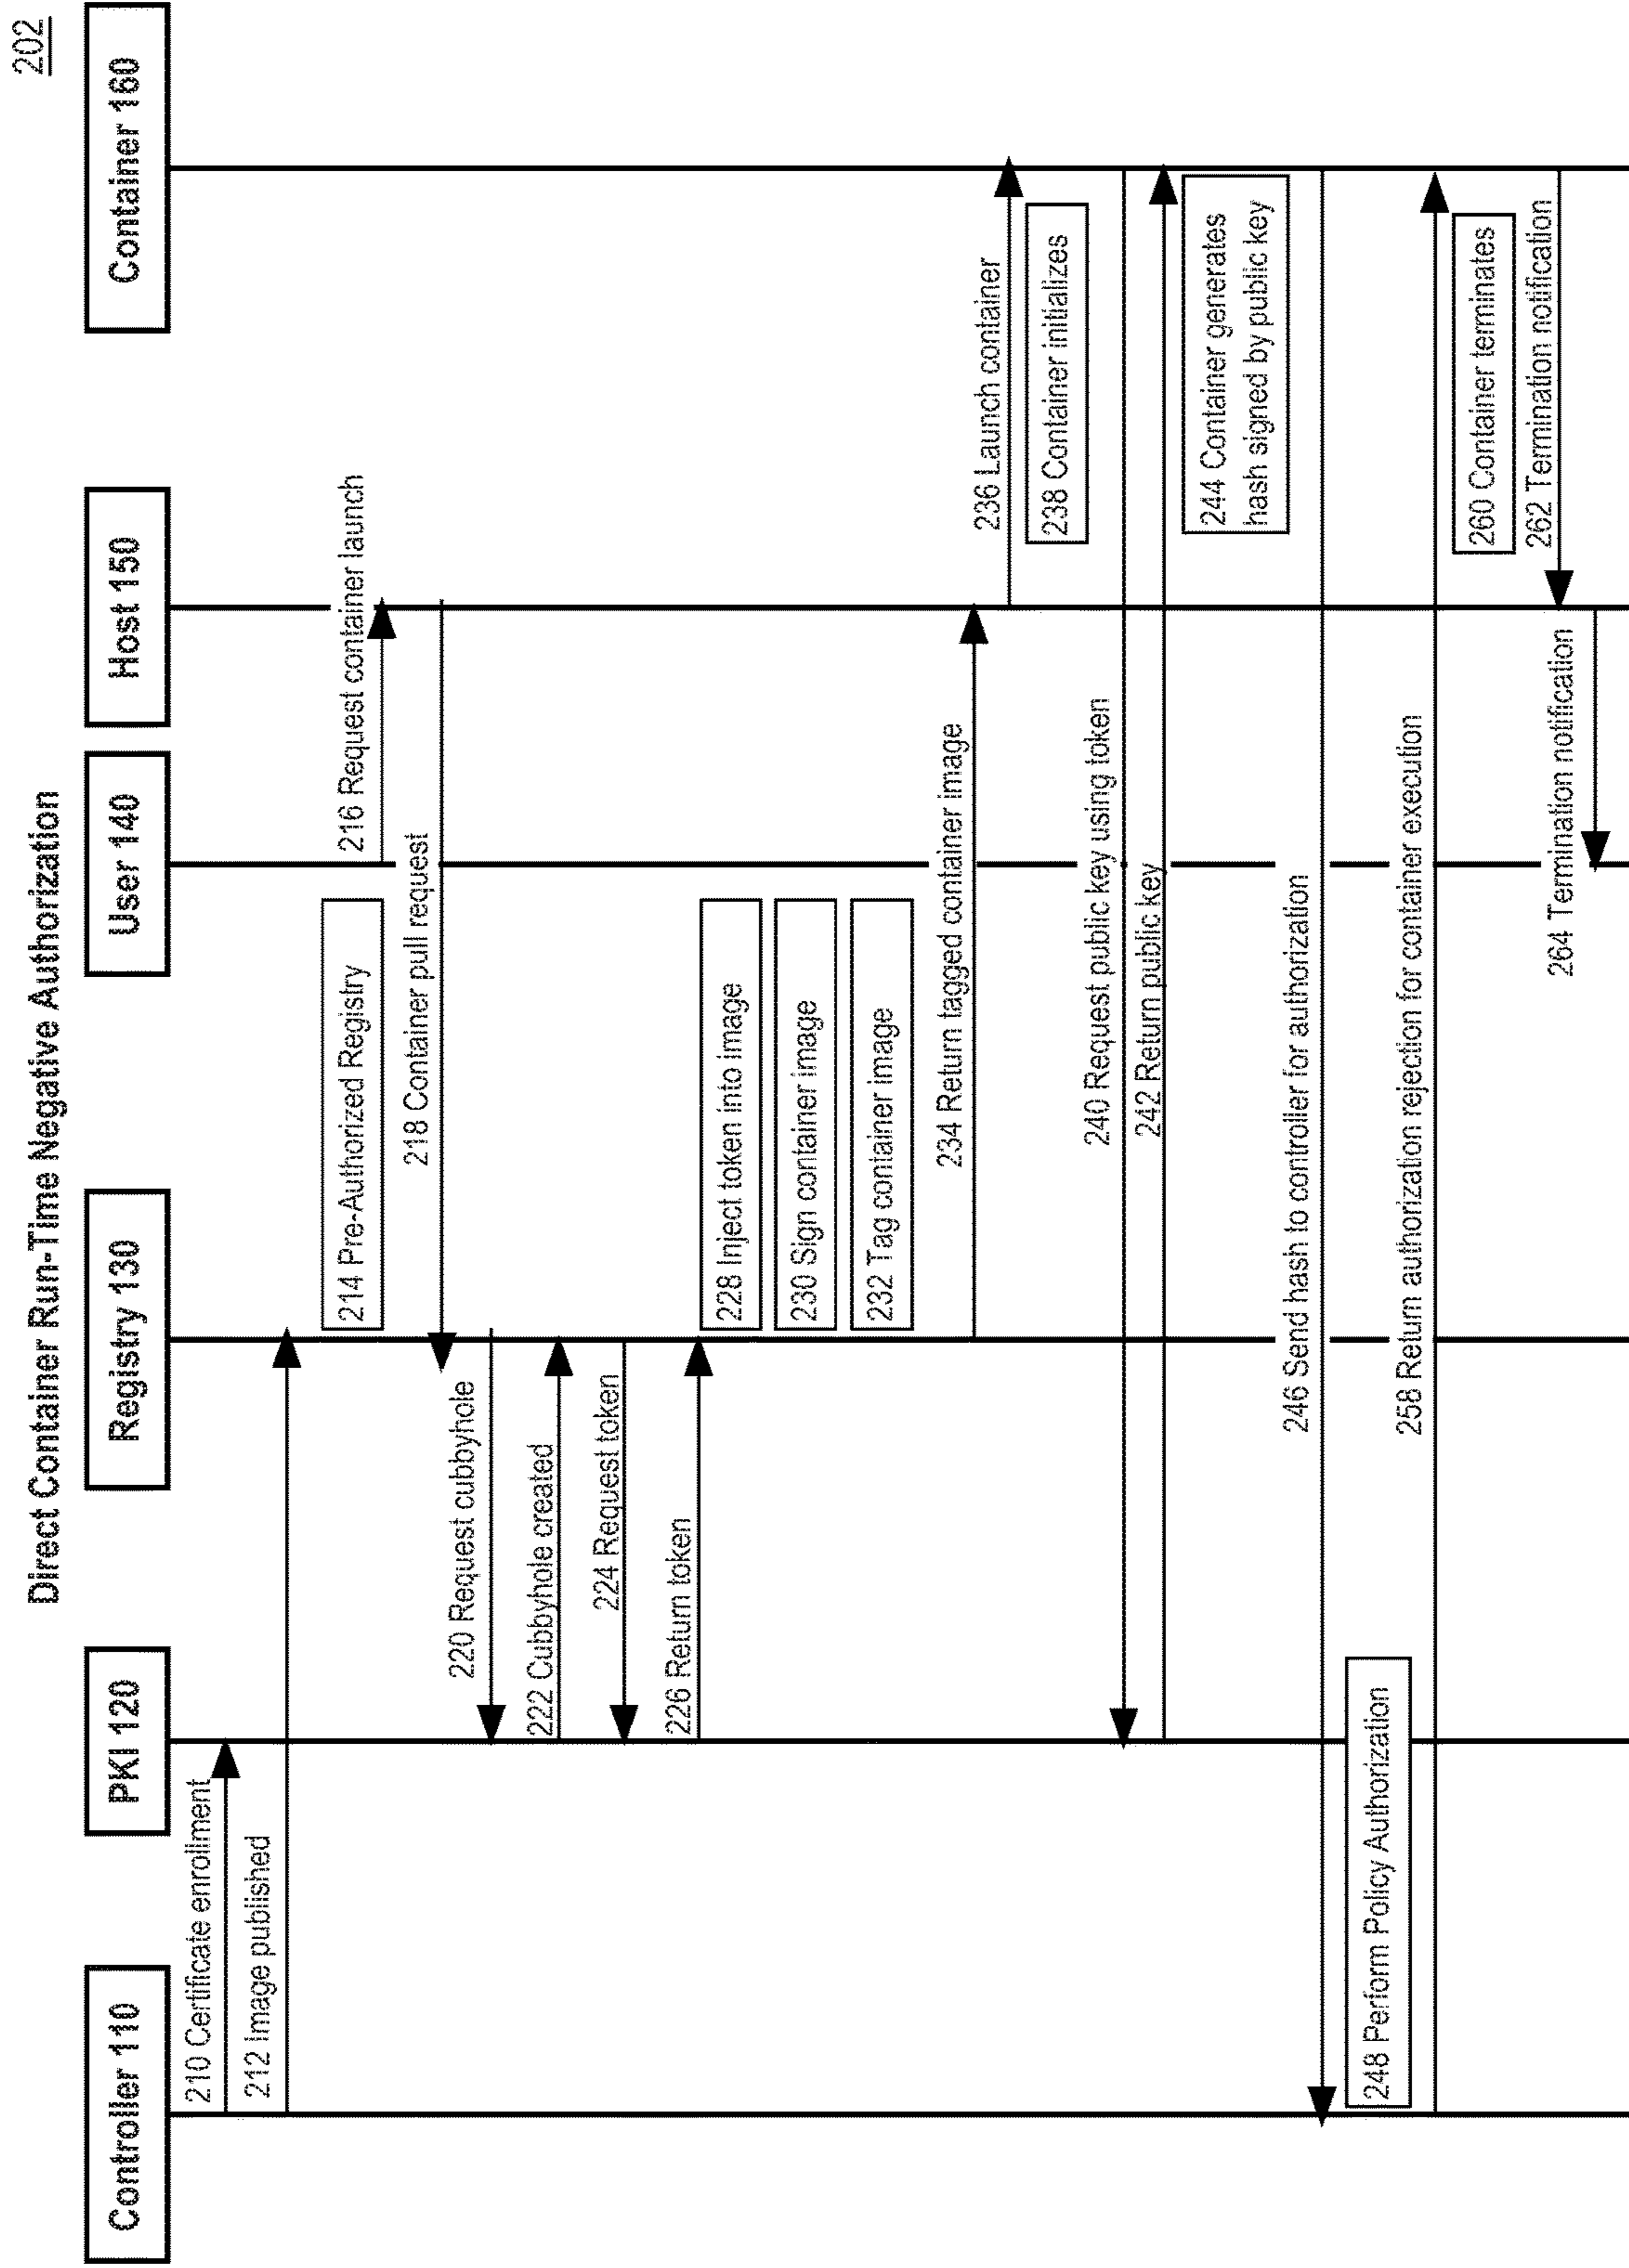 202
Direct Container Run-Time Negative Authorization
Controller 110
PKI 120
Registry 130
User 140
Host 150
Container 160
210 Certificate enrollment
212 Image published
214 Pre-Authorized Registry
216 Request container launch
218 Container pull request
220 Request cubbyhole
222 Cubbyhole created
224 Request token
226 Return token
228 Inject token into image
230 Sign container image
232 Tag container image
234 Return tagged container image
236 Launch container
238 Container initializes
240 Request public key using token
242 Return public key
244 Container generates
hash signed by public key
246 Send hash to controller for authorization
248 Perform Policy Authorization
258 Return authorization rejection for container execution
260 Container terminates
262 Termination notification
264 Termination notification